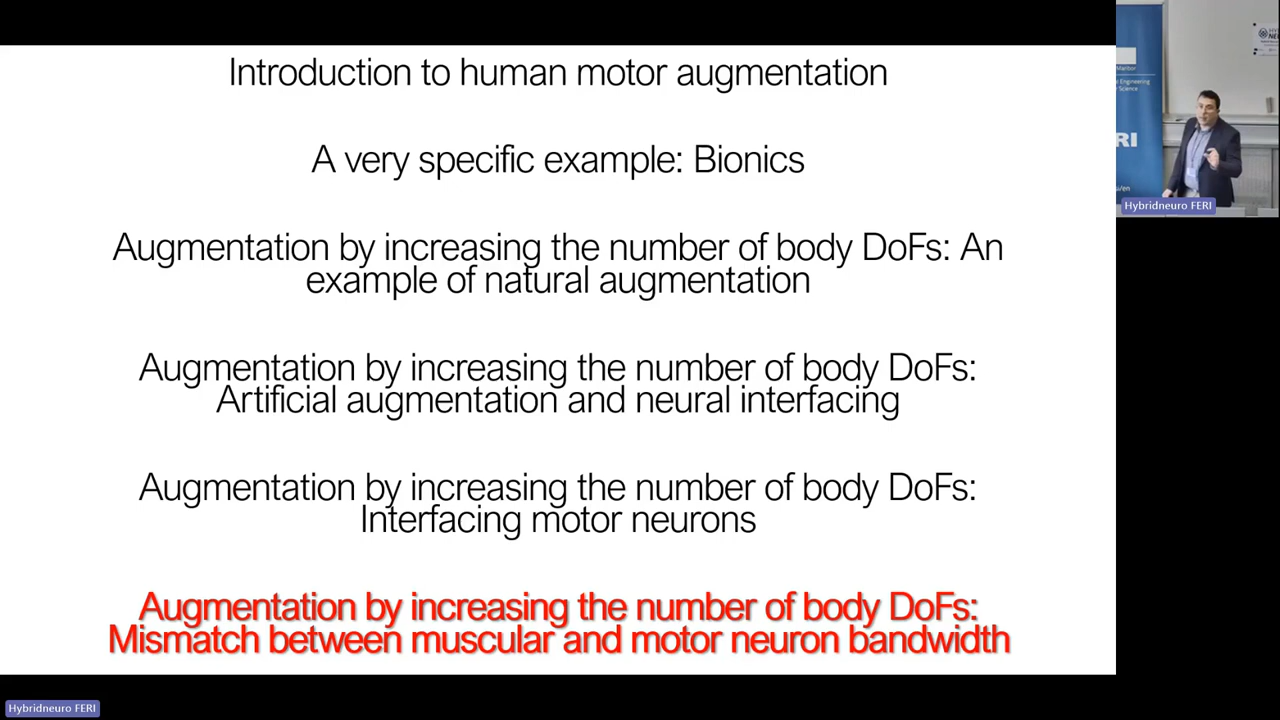 Introduction to human motor augmentation
A very specific example: Bionics
Augmentation by increasing the number of body DoFs: An
example of natural augmentation
Augmentation by increasing the number of body DoFs:
Artificial augmentation and neural interfacing
Augmentation by increasing the number of body DoFs:
Interfacing motor neurons
Augmentation by increasing the number of body DoFs:
Mismatch between muscular and motor neuron bandwidth
Hybridneuro FERI
Hybridneuro FERI